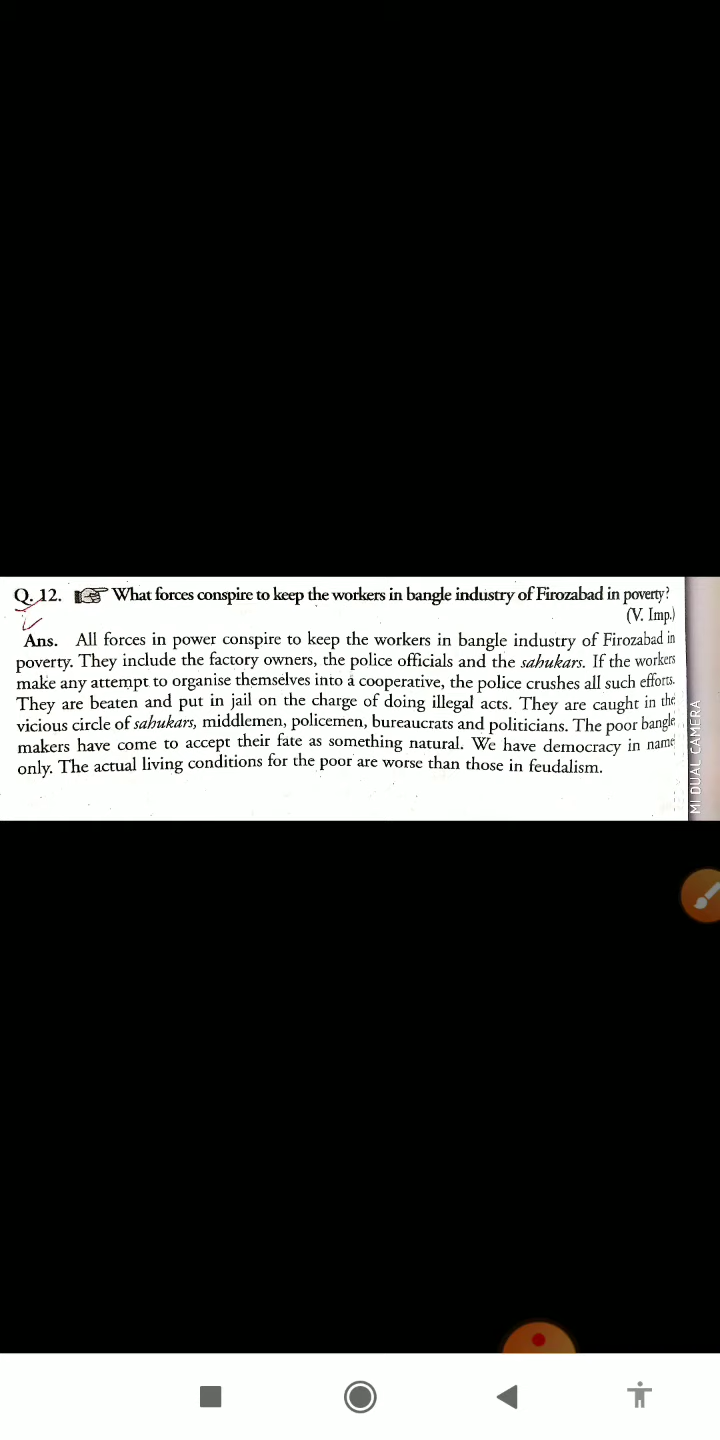 Q. 12. What forces conspire to keep the workers in bangle industry of Firozabad in poverty?
(V. Imp.)
Ans. All forces in power conspire to keep the workers in bangle industry of Firozabad in
poverty. They include the factory owners, the police officials and the sahukars. If the workers
make any attempt to organise themselves into a cooperative, the police crushes all such efforts.
They are beaten and put in jail on the charge of doing illegal acts. They are caught in the
vicious circle of sahukars, middlemen, policemen, bureaucrats and politicians. The poor bangle
makers have come to accept their fate as something natural. We have democracy in name
only. The actual living conditions for the poor are worse than those in feudalism.
MI DUAL CAMERA